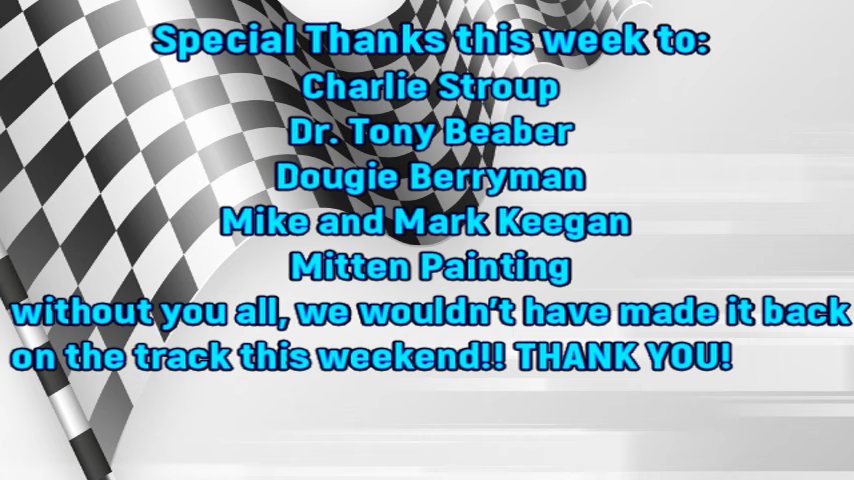 Special Thanks this week to:
Charlie Stroup
Dr. Tony Beaber
Dougie Berryman
Mike and Mark Keegan
Mitten Painting
without you all, we wouldn't have made it back
on the track this weekend!! THANK YOU!